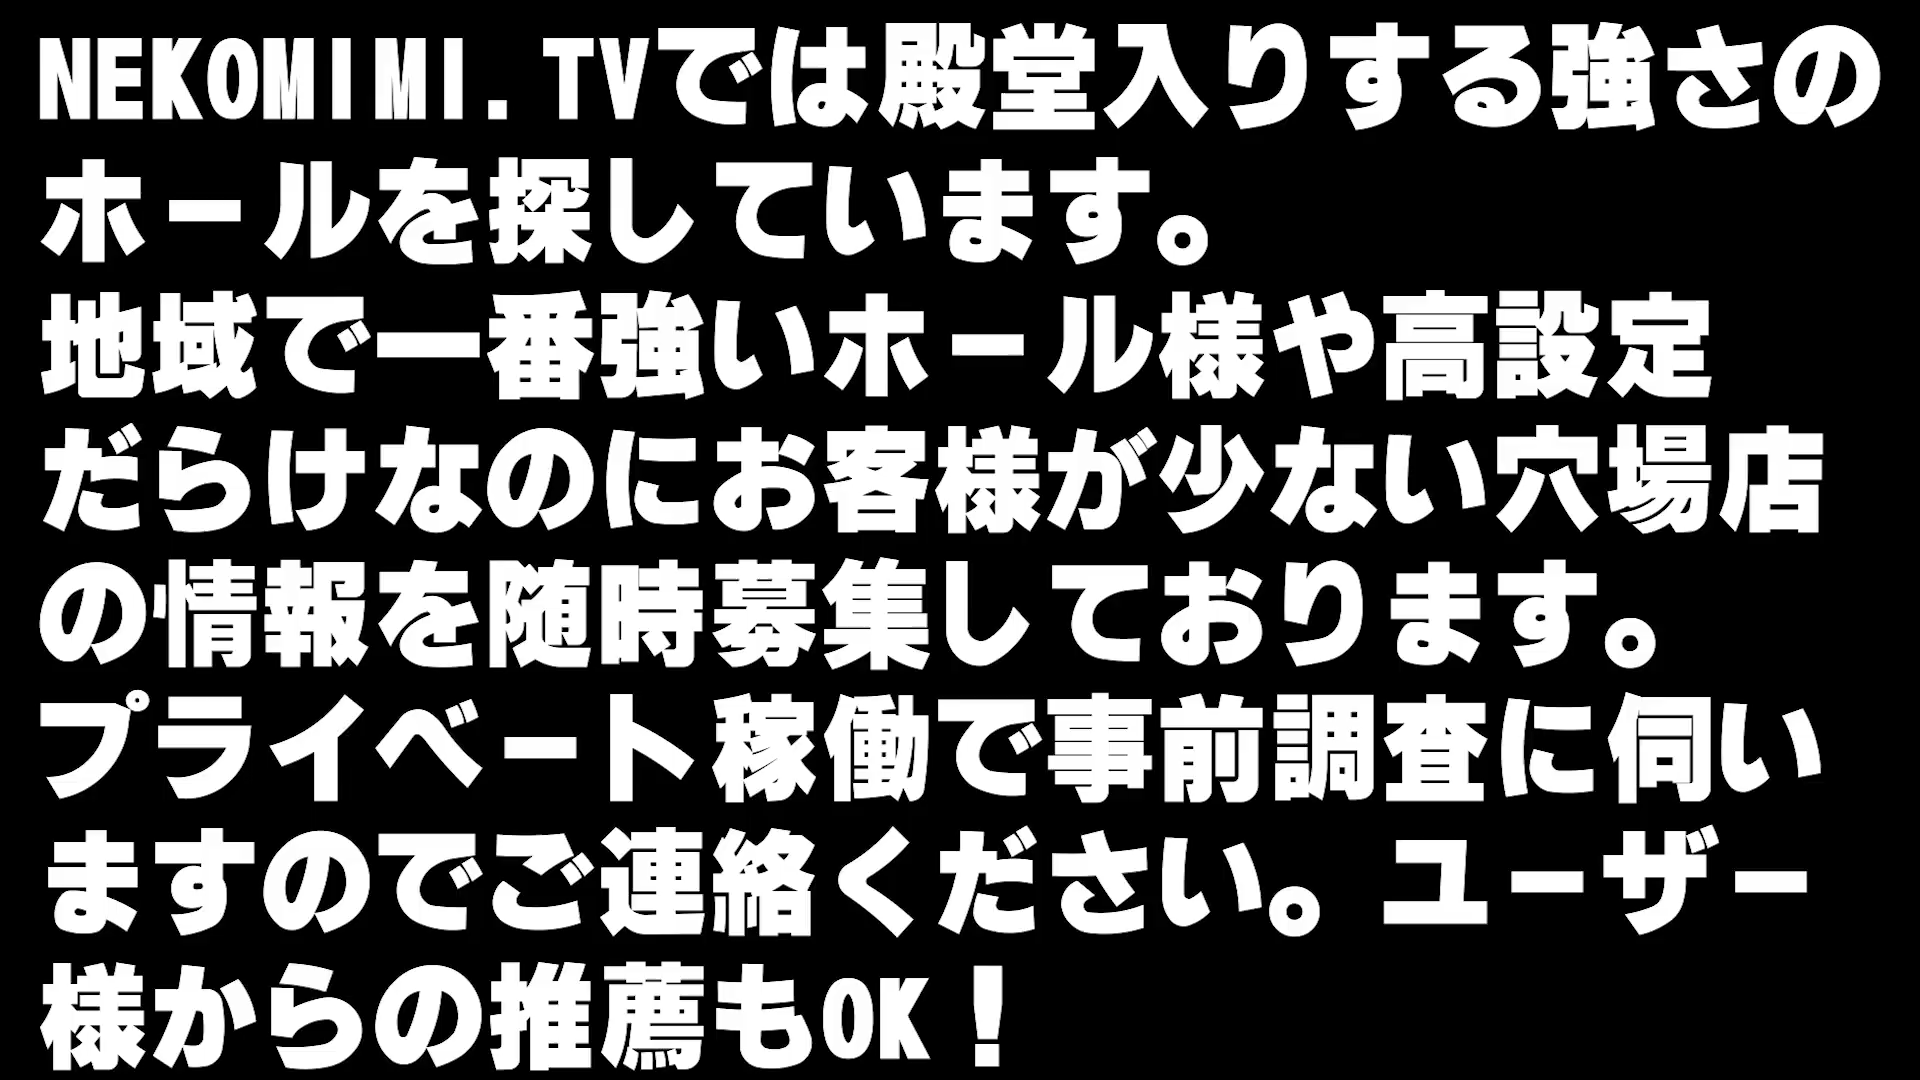 NEKOMIMI.TVでは殿堂入りする強さの
ホールを探しています。
地域で一番強いホール様や高設定
だらけなのにお客様が少ない穴場店
の情報を随時募集しております。
プライベート稼働で事前調査に伺い
ますのでご連絡ください。ユーザー
様からの推薦もOK！